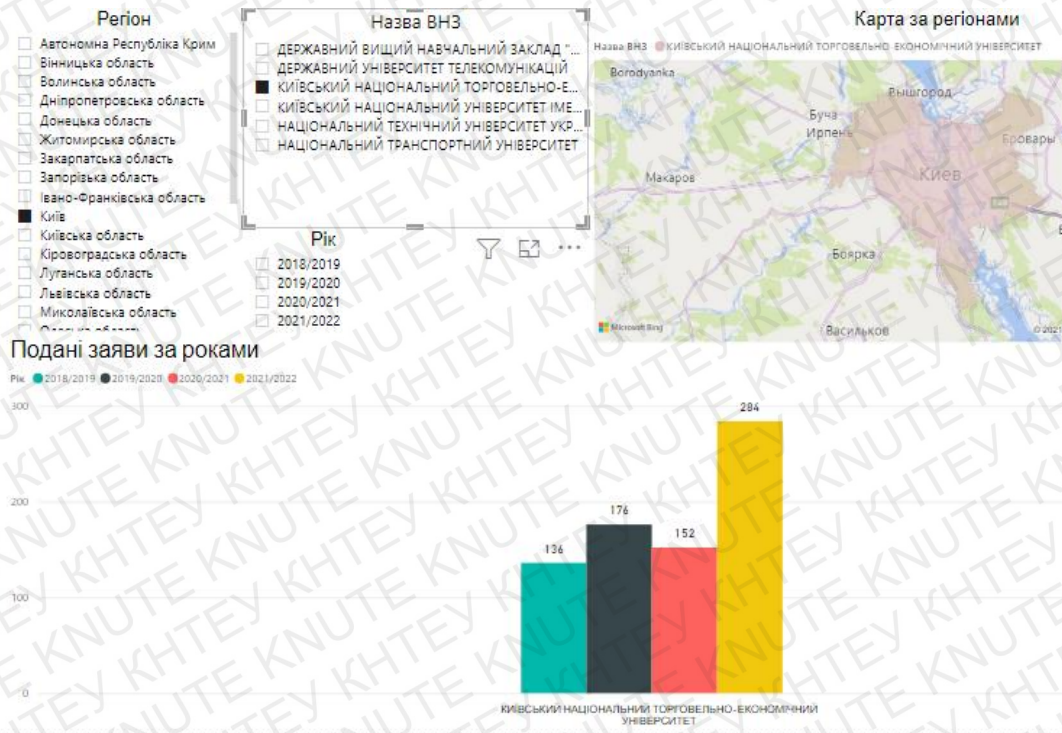 Регіон
Автономна Республіка Крим
Вінницька область
Волинська область
Дніпропетровська область
Донецька область
Житомирська область
Закарпатська область
Запорізька область
Івано-Франківська область
Київ
Київська область
Кіровоградська область
Луганська область
Львівська область
Миколаївська область
Назва ВНЗ
ДЕРЖАВНИЙ ВИЩИЙ НАВЧАЛЬНИЙ ЗАКЛАД "...
ДЕРЖАВНИЙ УНІВЕРСИТЕТ ТЕЛЕКОМУНІКАЦІЙ
КИЇВСЬКИЙ НАЦІОНАЛЬНИЙ ТОРГОВЕЛЬНО-Е...
КИЇВСЬКИЙ НАЦІОНАЛЬНИЙ УНІВЕРСИТЕТ ІМЕ...
НАЦІОНАЛЬНИЙ ТЕХНІЧНИЙ УНІВЕРСИТЕТ УКР...
НАЦІОНАЛЬНИЙ ТРАНСПОРТНИЙ УНІВЕРСИТЕТ
Рік
2018/2019
2019/2020
2020/2021
2021/2022
Карта за регіонами
Назва ВНЗ КИЇВСЬКИЙ НАЦІОНАЛЬНИЙ ТОРГОВЕЛЬНО-ЕКОНОМІЧНИЙ УНІВЕРСИТЕТ
Borodyanka
Вышгород
Буча
Ирпень
Бровары
Макаров
Киев
Боярка
Васильков
Microsoft Bing
© 2021
Подані заяви за роками
Рік 2018/2019 2019/2020 2020/2021 2021/2022
300
200
100
0
136
176
152
284
КИЇВСЬКИЙ НАЦІОНАЛЬНИЙ ТОРГОВЕЛЬНО-ЕКОНОМІЧНИЙ
УНІВЕРСИТЕТ